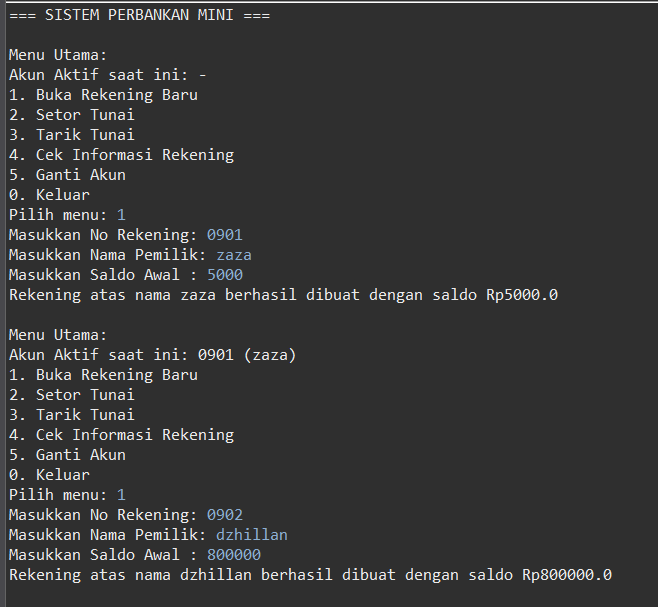 === SISTEM PERBANKAN MINI ===
Menu Utama:
Akun Aktif saat ini: -
1. Buka Rekening Baru
2. Setor Tunai
3. Tarik Tunai
4. Cek Informasi Rekening
5. Ganti Akun
0. Keluar
Pilih menu: 1
Masukkan No Rekening: 0901
Masukkan Nama Pemilik: zaza
Masukkan Saldo Awal : 5000
Rekening atas nama zaza berhasil dibuat dengan saldo Rp5000.0
Menu Utama:
Akun Aktif saat ini: 0901 (zaza)
1. Buka Rekening Baru
2. Setor Tunai
3. Tarik Tunai
4. Cek Informasi Rekening
5. Ganti Akun
0. Keluar
Pilih menu: 1
Masukkan No Rekening: 0902
Masukkan Nama Pemilik: dzhillan
Masukkan Saldo Awal : 800000
Rekening atas nama dzhillan berhasil dibuat dengan saldo Rp800000.0